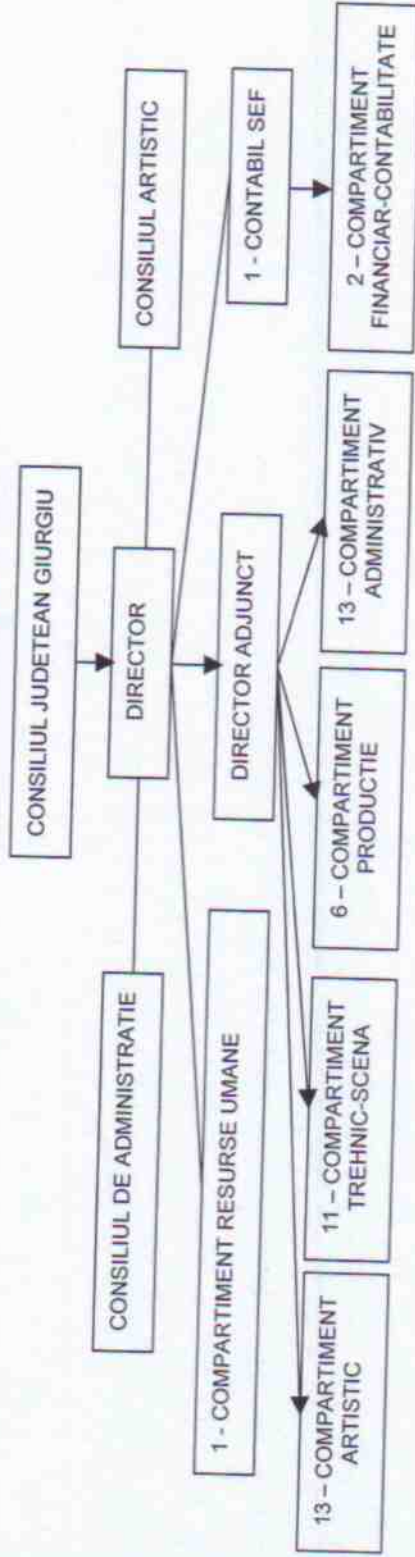 CONSILIUL JUDETEAN GIURGIU
CONSILIUL DE ADMINISTRATIE
DIRECTOR
CONSILIUL ARTISTIC
1 - COMPARTIMENT RESURSE UMANE
DIRECTOR ADJUNCT
1 - CONTABIL SEF
13 – COMPARTIMENT
ARTISTIC
11 – COMPARTIMENT
TREHNIC-SCENA
6 – COMPARTIMENT
PRODUCTIE
13 – COMPARTIMENT
ADMINISTRATIV
2 – COMPARTIMENT
FINANCIAR-CONTABILITATE